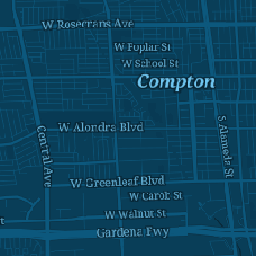 W Rosecrans Ave
W Poplar St
W School St
Compton
W Alondra Blvd
S Alameda St
Central Ave
W Greenleaf Blvd
W Carob St
W Walnut St
Gardena Fwy